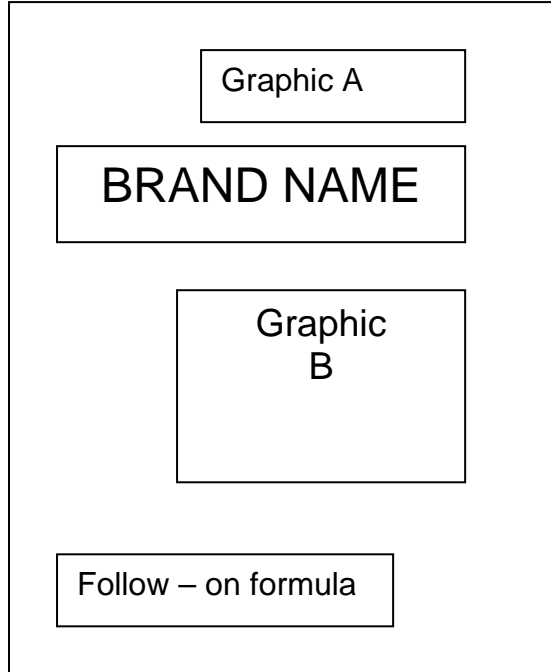 Graphic A
BRAND NAME
Graphic
B
Follow – on formula